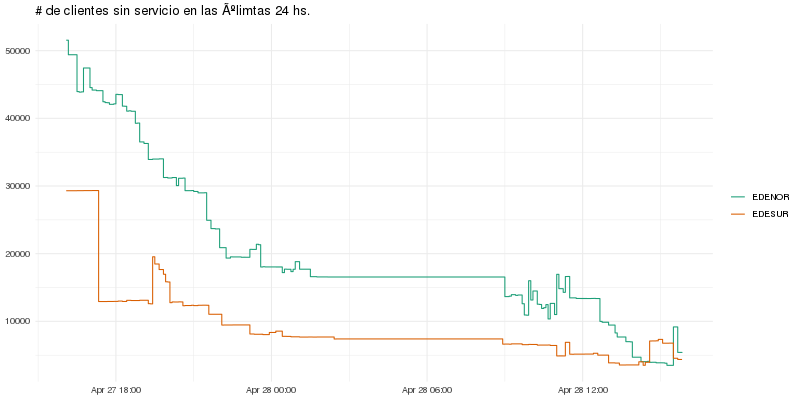 # de clientes sin servicio en las Ãºlimtas 24 hs.
50000
40000
30000
20000
10000
EDENOR
EDESUR
Apr 27 18:00
Apr 28 00:00
Apr 28 06:00
Apr 28 12:00